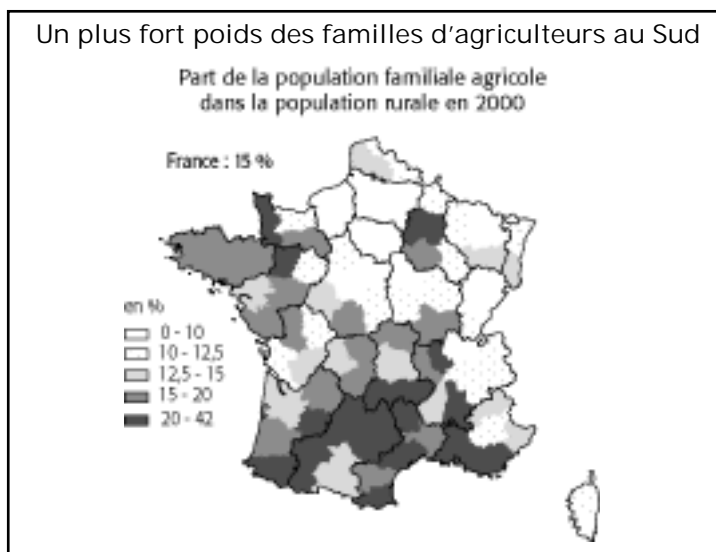 Un plus fort poids des familles d'agriculteurs au Sud
Part de la population familiale agricole
dans la population rurale en 2000
France : 15 %
en %
0 - 10
10 - 12,5
12,5 - 15
15 - 20
20 - 42